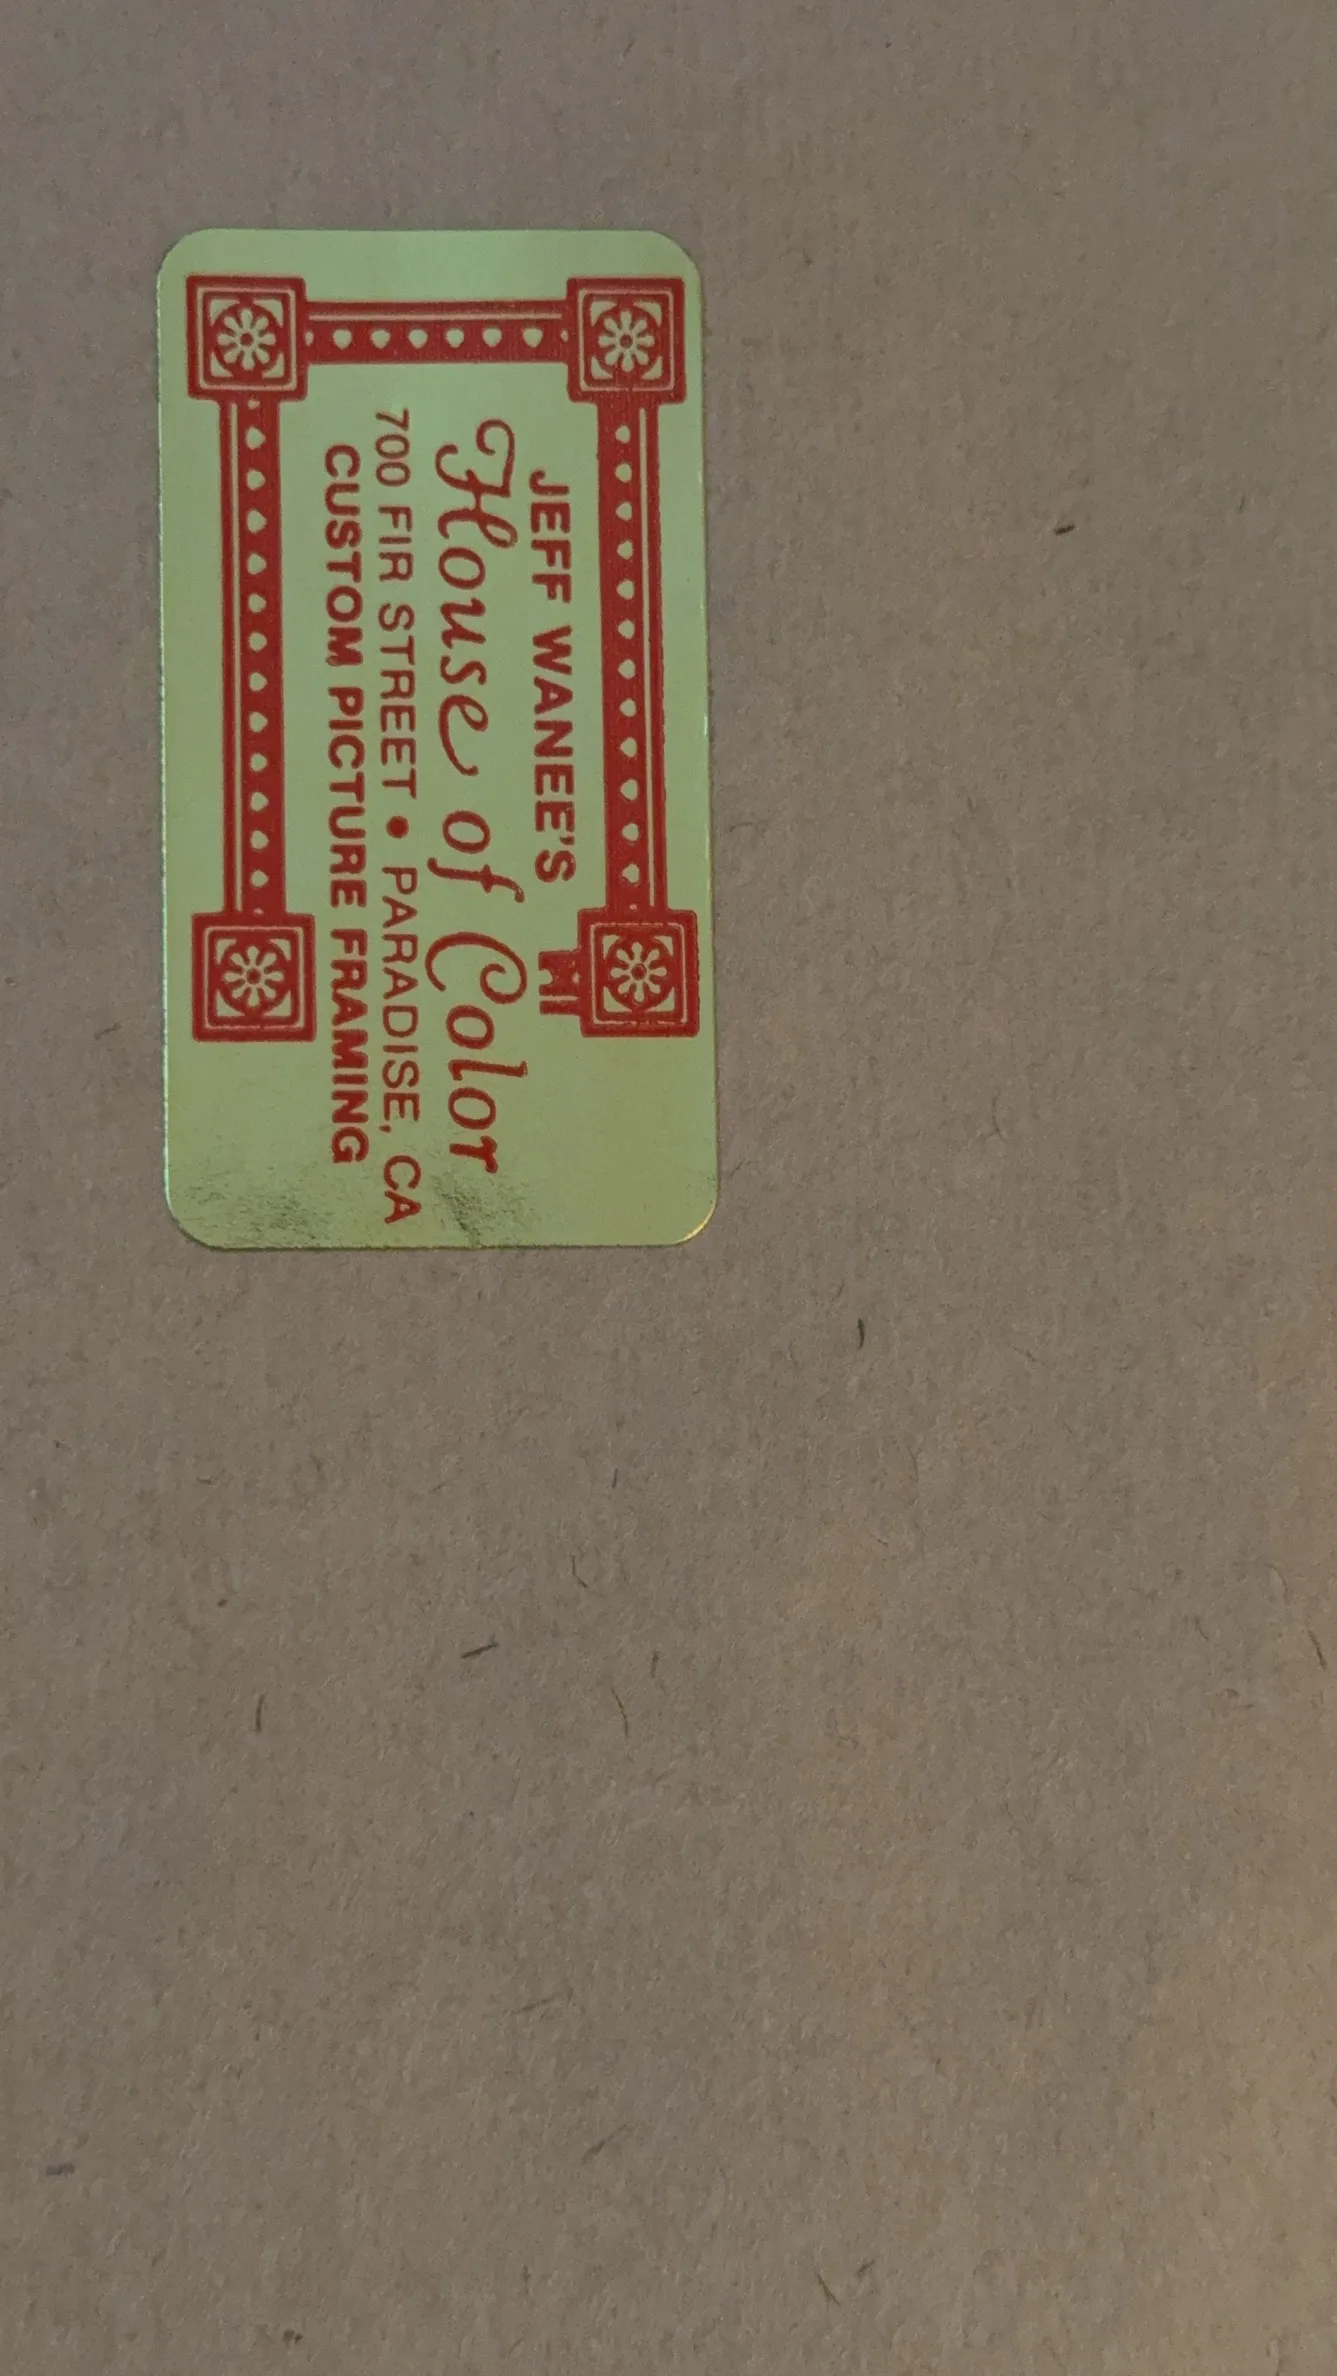 JEFF WANEE'S
House of Color
700 FIR STREET • PARADISE, CA
CUSTOM PICTURE FRAMING